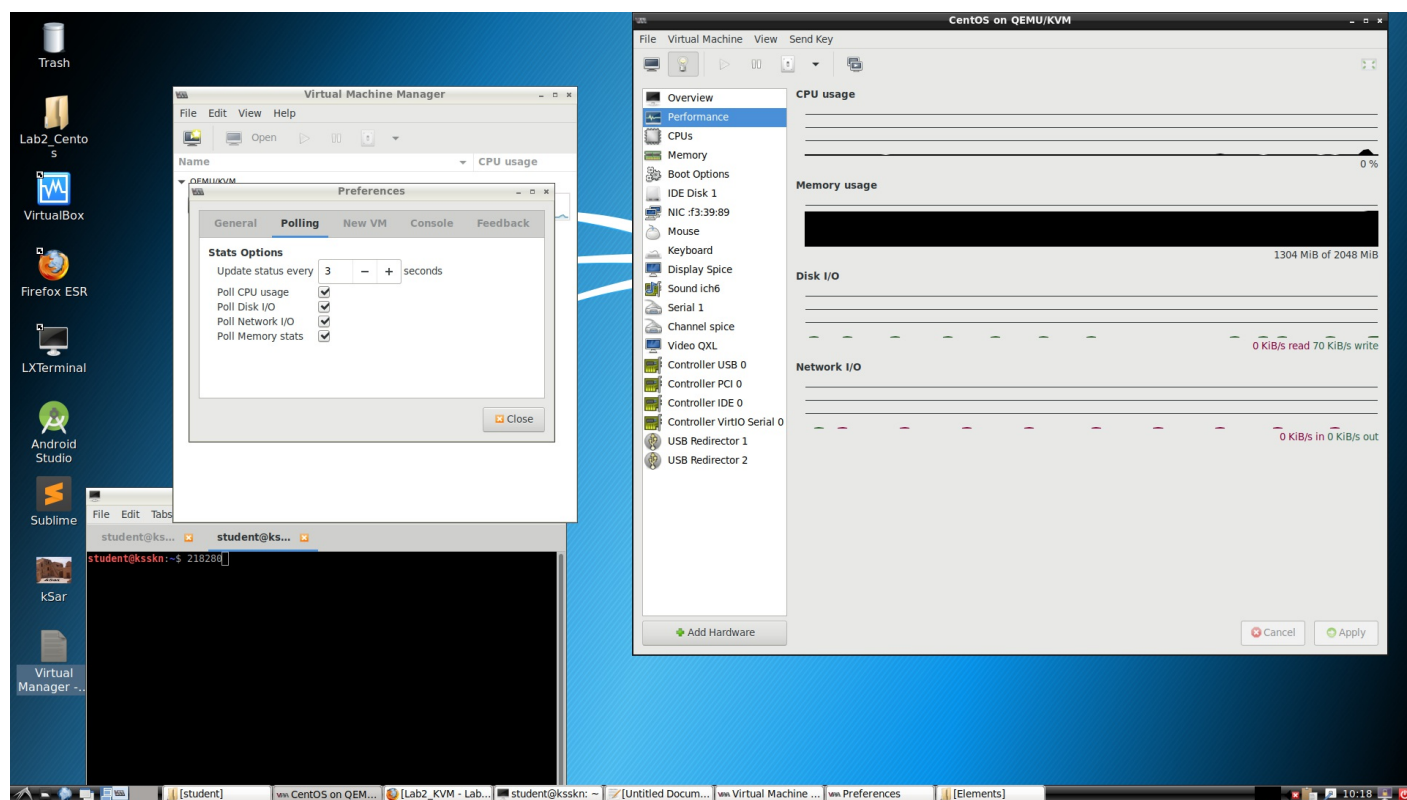 Trash
Lab2_Cento
s
VirtualBox
Firefox ESR
LXTerminal
Android
Studio
Sublime
kSar
Virtual
Manager -..
Virtual Machine Manager
File Edit View Help
Open
Name CPU usage
QEMU/KVM
Preferences
General Polling New VM Console Feedback
Stats Options
Update status every 3 − + seconds
Poll CPU usage
Poll Disk I/O
Poll Network I/O
Poll Memory stats
Close
File Edit Tabs
student@ks... student@ks...
student@ksskn:~$ 218280
CentOS on QEMU/KVM
File Virtual Machine View Send Key
Overview
Performance
CPUs
Memory
Boot Options
IDE Disk 1
NIC :f3:39:89
Mouse
Keyboard
Display Spice
Sound ich6
Serial 1
Channel spice
Video QXL
Controller USB 0
Controller PCI 0
Controller IDE 0
Controller VirtIO Serial 0
USB Redirector 1
USB Redirector 2
Add Hardware
CPU usage
0 %
Memory usage
1304 MiB of 2048 MiB
Disk I/O
0 KiB/s read 70 KiB/s write
Network I/O
0 KiB/s in 0 KiB/s out
Cancel Apply
[student] CentOS on QEM... [Lab2_KVM - Lab... student@ksskn: ~ [Untitled Docum... Virtual Machine ... Preferences [Elements] 10:18